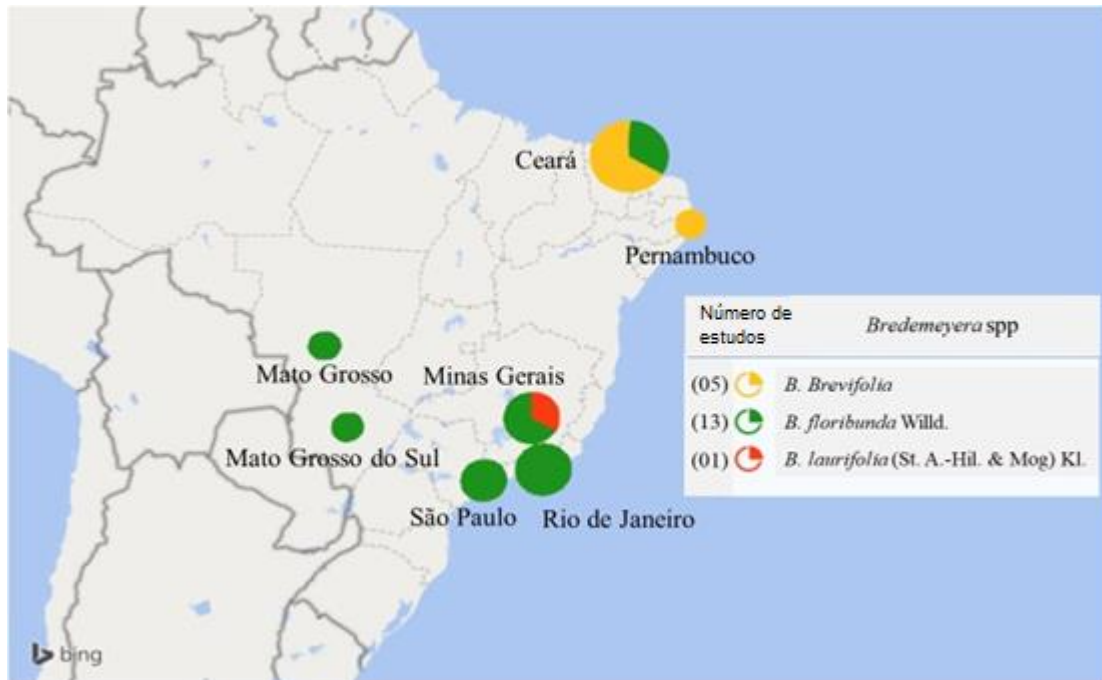 Ceará
Pernambuco
Mato Grosso
Minas Gerais
Mato Grosso do Sul
São Paulo
Rio de Janeiro
Número de estudos
Bredemeyera spp
(05) B. Brevifolia
(13) B. floribunda Willd.
(01) B. laurifolia (St. A.-Hil. & Mog) Kl.
bing